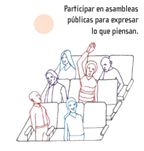 Participar en asambleas
públicas para expresar
lo que piensan.